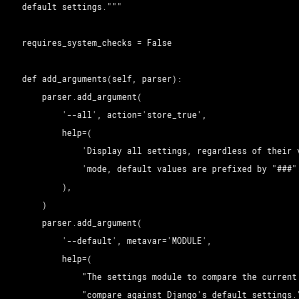 default settings."""
requires_system_checks = False
def add_arguments(self, parser):
parser.add_argument(
'--all', action='store_true',
help=(
'Display all settings, regardless of their
'mode, default values are prefixed by "###"
),
)
parser.add_argument(
'--default', metavar='MODULE',
help=(
"The settings module to compare the current
"compare against Django's default settings.